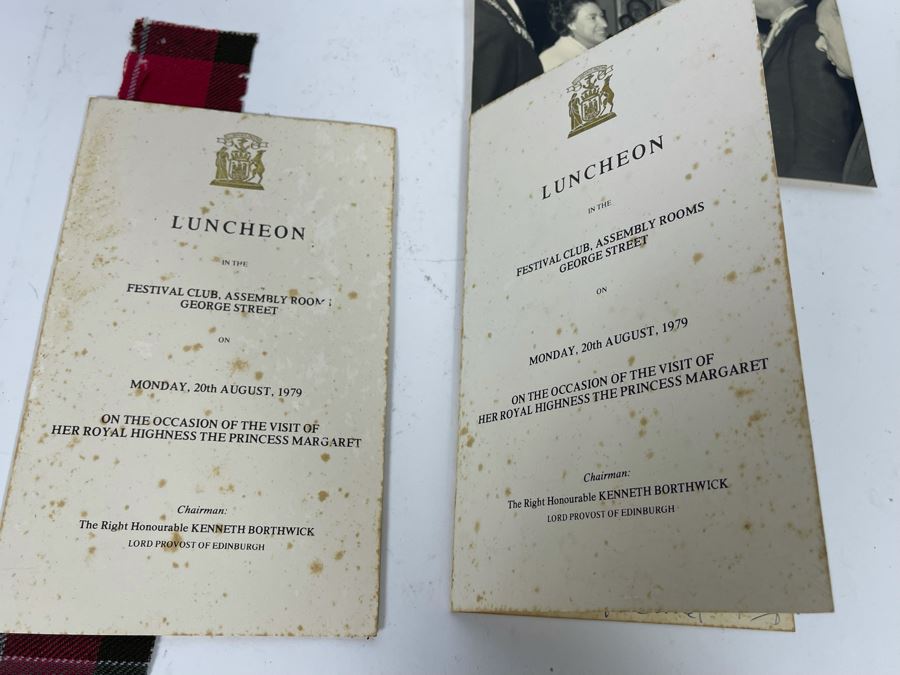 LUNCHEON
IN THE
FESTIVAL CLUB, ASSEMBLY ROOMS
GEORGE STREET
ON
MONDAY, 20th AUGUST, 1979
ON THE OCCASION OF THE VISIT OF
HER ROYAL HIGHNESS THE PRINCESS MARGARET
Chairman:
The Right Honourable KENNETH BORTHWICK
LORD PROVOST OF EDINBURGH
LUNCHEON
IN THE
FESTIVAL CLUB, ASSEMBLY ROOMS
GEORGE STREET
ON
MONDAY, 20th AUGUST, 1979
ON THE OCCASION OF THE VISIT OF
HER ROYAL HIGHNESS THE PRINCESS MARGARET
Chairman:
The Right Honourable KENNETH BORTHWICK
LORD PROVOST OF EDINBURGH